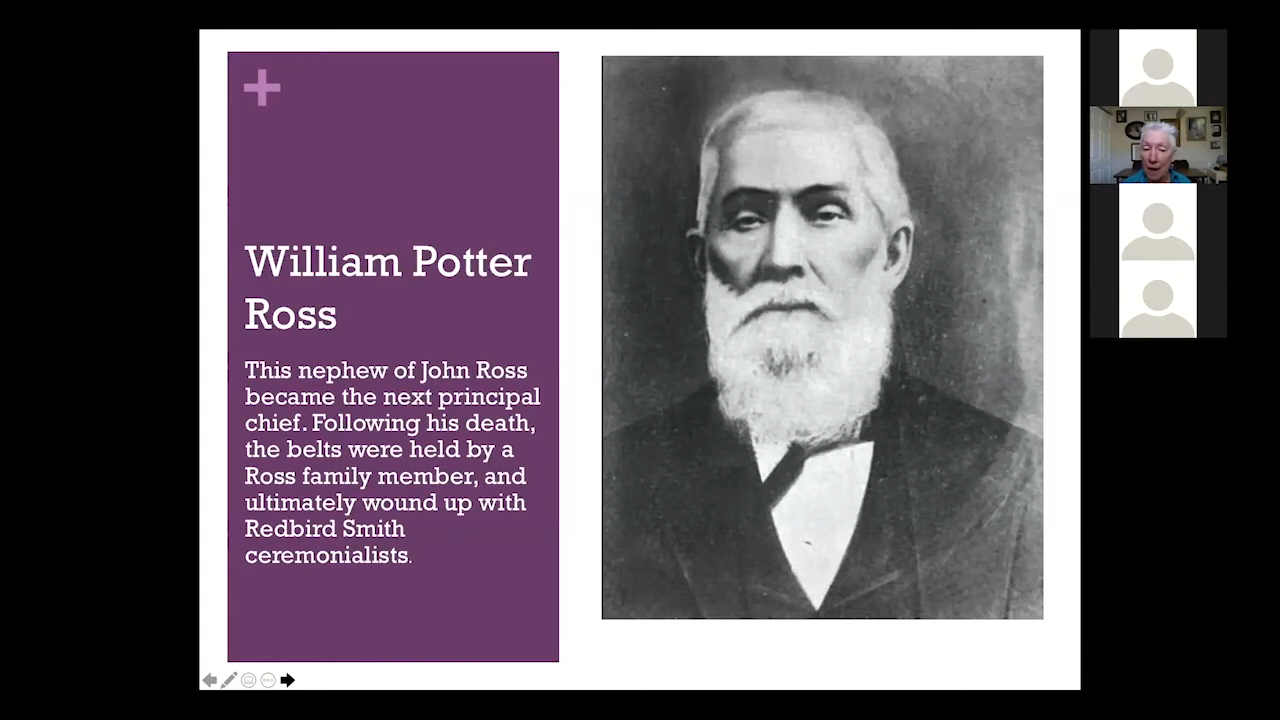 William Potter
Ross
This nephew of John Ross
became the next principal
chief. Following his death,
the belts were held by a
Ross family member, and
ultimately wound up with
Redbird Smith
ceremonialists.